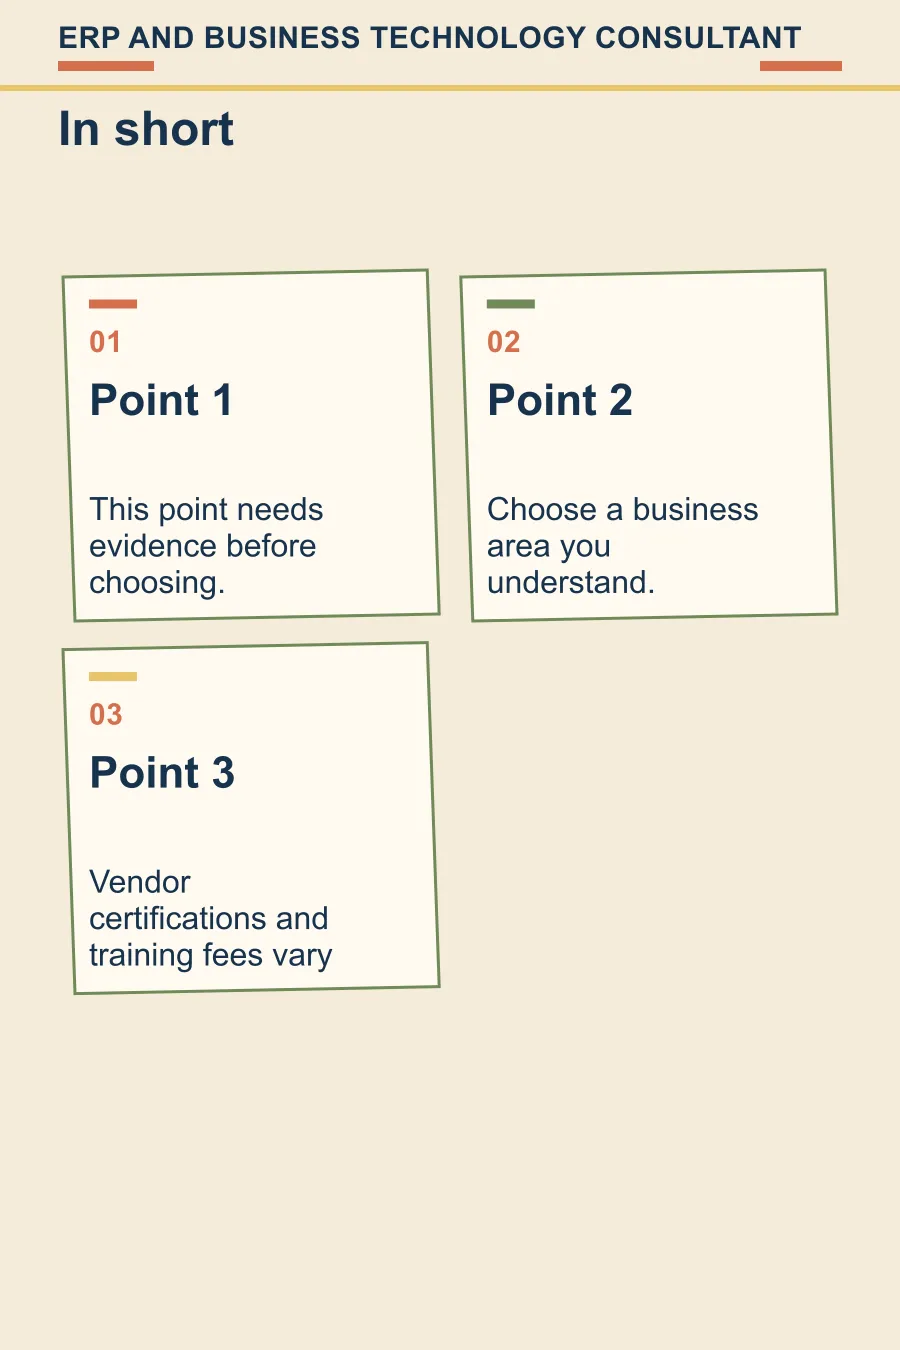 ERP AND BUSINESS TECHNOLOGY CONSULTANT
In short
01
Point 1
This point needs
evidence before
choosing.
02
Point 2
Choose a business
area you
understand.
03
Point 3
Vendor
certifications and
training fees vary